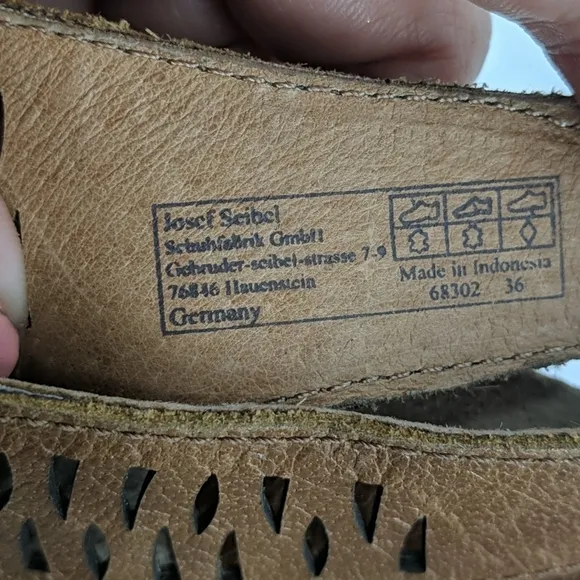 Josef Seibel
Schuhfabrik GmbH
Gebruder-seibel-strasse 7-9
76846 Hauenstein
Germany
Made in Indonesia
68302 36